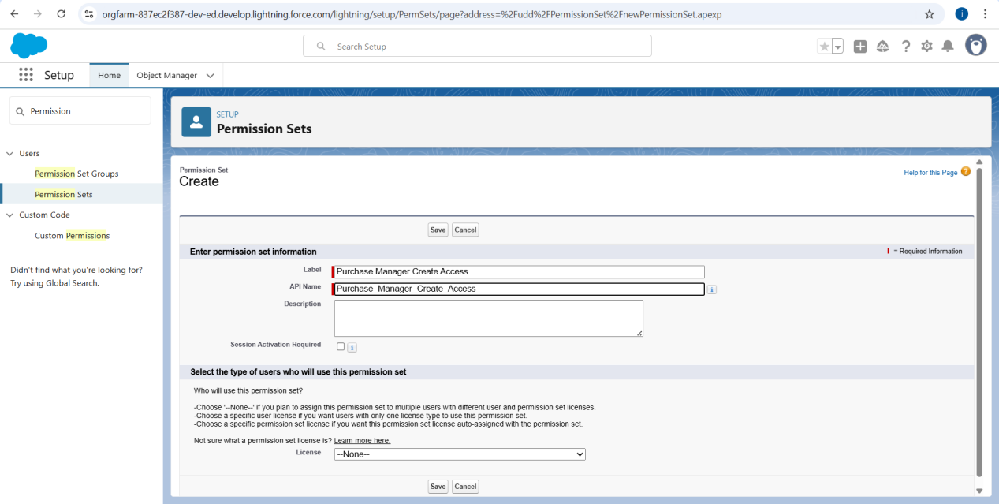 orgfarm-837ec2f387-dev-ed.develop.lightning.force.com/lightning/setup/PermSets/page?address=%2Fudd%2FPermissionSet%2FnewPermissionSet.apexp
j
Search Setup
Setup
Home
Object Manager
Permission
Users
Permission Set Groups
Permission Sets
Custom Code
Custom Permissions
Didn't find what you're looking for?
Try using Global Search.
SETUP
Permission Sets
Permission Set
Create
Help for this Page
Save Cancel
Enter permission set information
= Required Information
Label Purchase Manager Create Access
API Name Purchase_Manager_Create_Access
Description
Session Activation Required
Select the type of users who will use this permission set
Who will use this permission set?
-Choose '--None--' if you plan to assign this permission set to multiple users with different user and permission set licenses.
-Choose a specific user license if you want users with only one license type to use this permission set.
-Choose a specific permission set license if you want this permission set license auto-assigned with the permission set.
Not sure what a permission set license is? Learn more here.
License --None--
Save Cancel